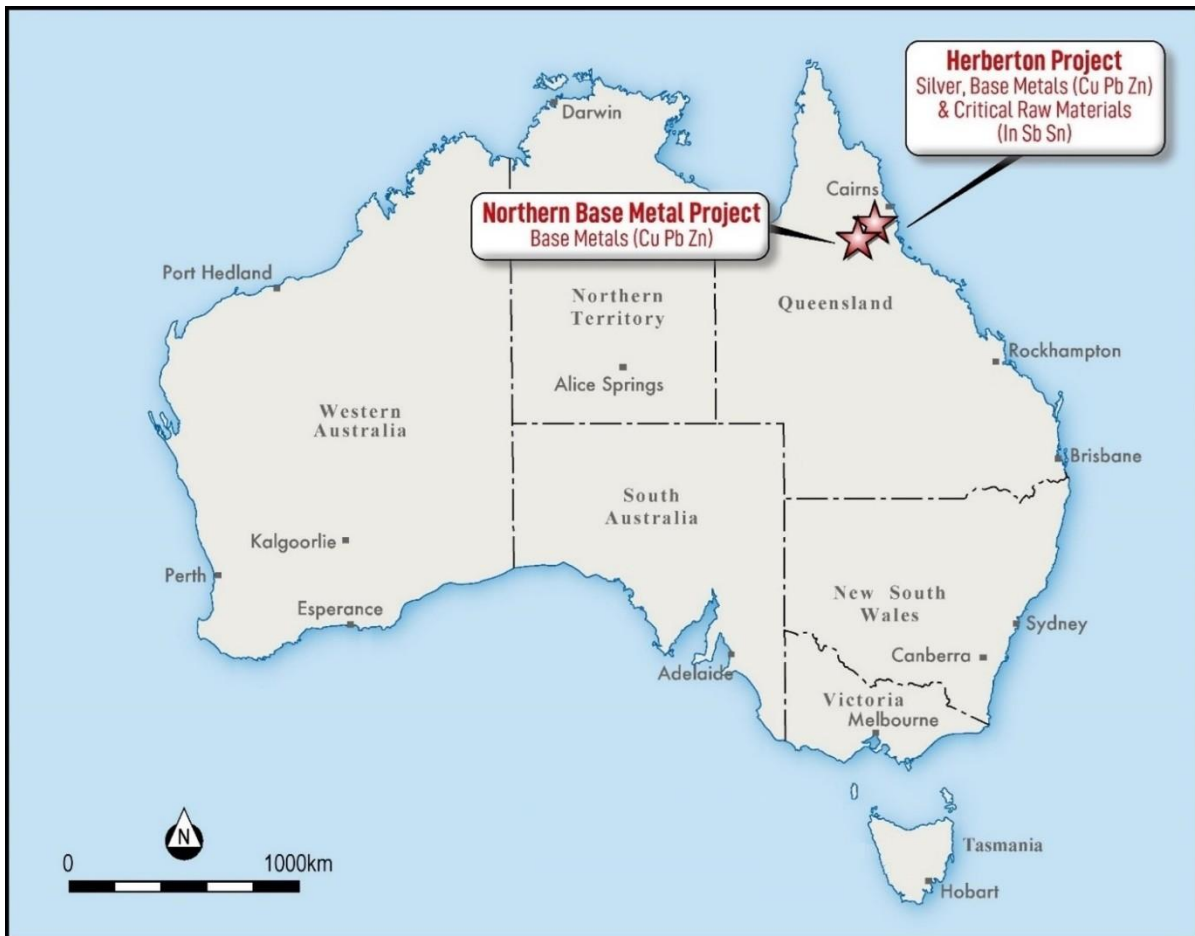 Herberton Project
Silver, Base Metals (Cu Pb Zn)
& Critical Raw Materials
(In Sb Sn)
Darwin
Cairns
Northern Base Metal Project
Base Metals (Cu Pb Zn)
Port Hedland
Northern
Territory
Queensland
Rockhampton
Alice Springs
Western
Australia
Brisbane
South
Australia
Kalgoorlie
Perth
Esperance
New South
Wales
Sydney
Canberra
Adelaide
Victoria
Melbourne
N
0 1000km
Tasmania
Hobart